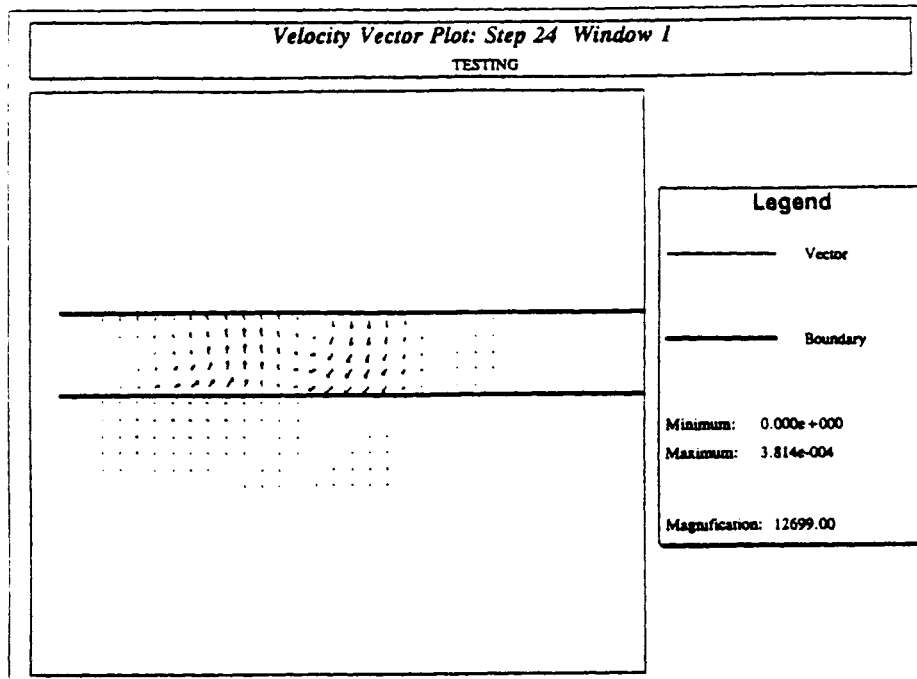 Velocity Vector Plot: Step 24 Window 1
TESTING
Legend
Vector
Boundary
Minimum: 0.000e+000
Maximum: 3.814e-004
Magnification: 12699.00